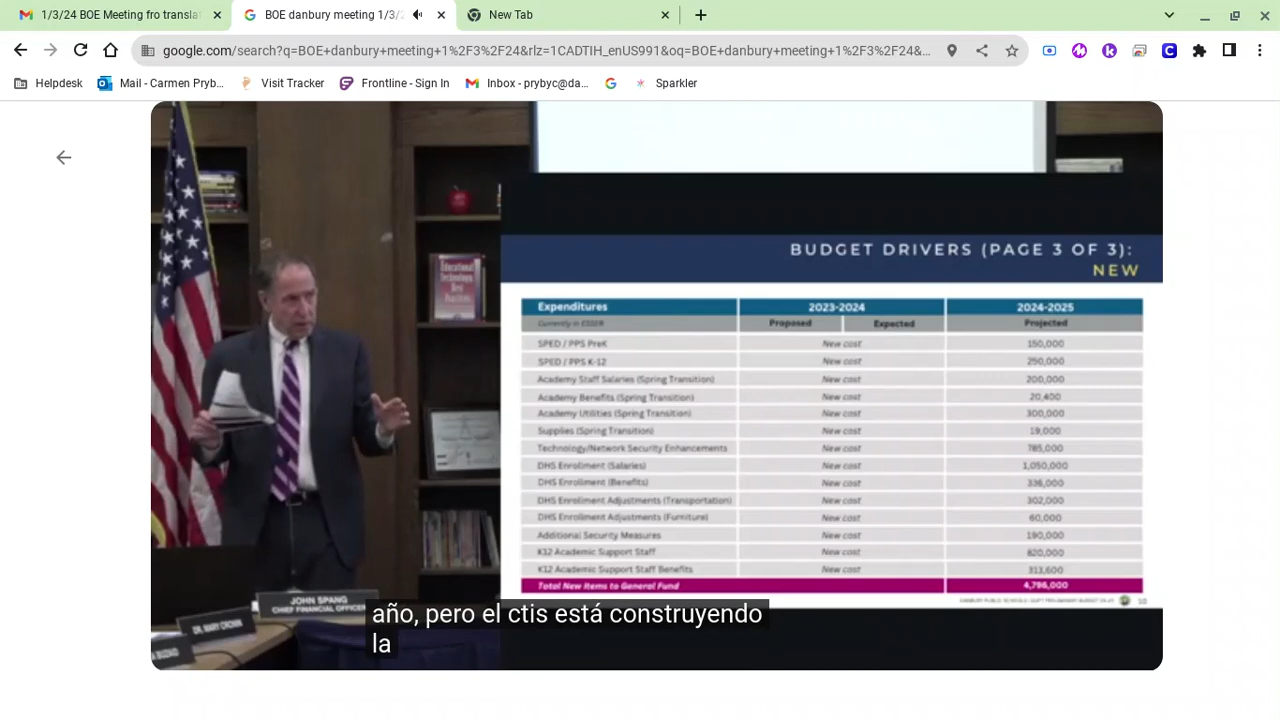 1/3/24 BOE Meeting fro transla
BOE danbury meeting 1/3/2
New Tab
google.com/search?q=BOE+danbury+meeting+1%2F3%2F24&rlz=1CADTIH_enUS991&oq=BOE+danbury+meeting+1%2F3%2F24&...
Helpdesk
Mail - Carmen Pryb...
Visit Tracker
Frontline - Sign In
Inbox - prybyc@da...
Sparkler
BUDGET DRIVERS (PAGE 3 OF 3):
NEW
Expenditures 2023-2024 2024-2025
Currently in ESSER Proposed Expected Projected
SPED / PPS PreK New cost 150,000
SPED / PPS K-12 New cost 250,000
Academy Staff Salaries (Spring Transition) New cost 200,000
Academy Benefits (Spring Transition) New cost 20,400
Academy Utilities (Spring Transition) New cost 300,000
Supplies (Spring Transition) New cost 19,000
Technology/Network Security Enhancements New cost 785,000
DHS Enrollment (Salaries) New cost 1,050,000
DHS Enrollment (Benefits) New cost 336,000
DHS Enrollment Adjustments (Transportation) New cost 302,000
DHS Enrollment Adjustments (Furniture) New cost 60,000
Additional Security Measures New cost 190,000
K12 Academic Support Staff New cost 820,000
K12 Academic Support Staff Benefits New cost 313,600
Total New Items to General Fund 4,796,000
Educational
JOHN SPANG
CHIEF FINANCIAL OFFICER
DR. MARY CRONIN
año, pero el ctis está construyendo
la